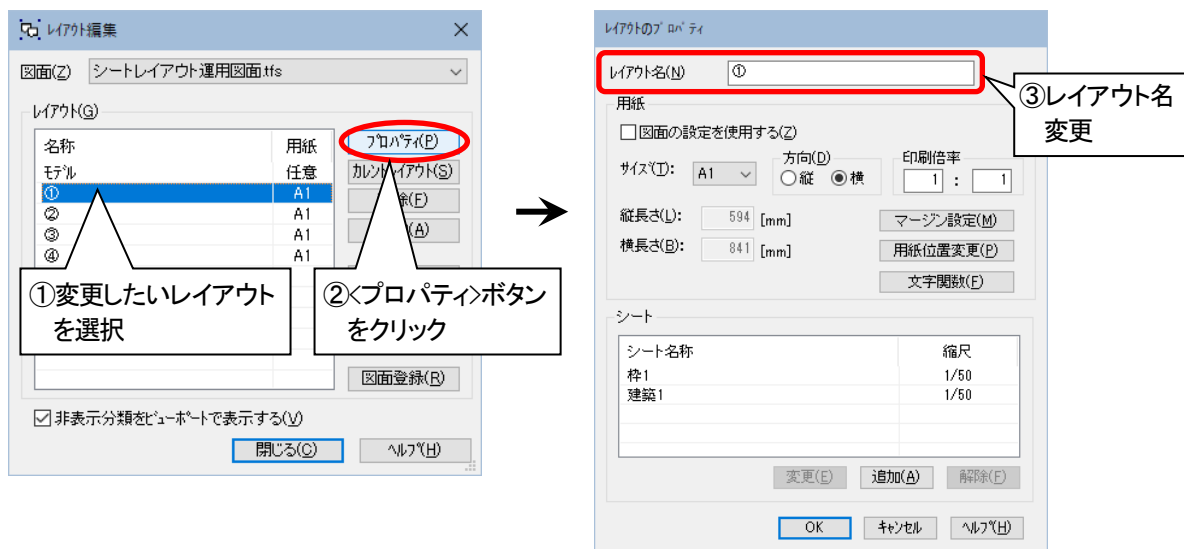 レイアウト編集
図面(Z) シートレイアウト運用図面.tfs
レイアウト(G)
名称 用紙
モデル 任意
① A1
② A1
③ A1
④ A1
プロパティ(P)
カレントレイアウト(S)
除(F)
(A)
図面登録(R)
①変更したいレイアウト
を選択
②<プロパティ>ボタン
をクリック
非表示分類をビューポートで表示する(V)
閉じる(C) ヘルプ(H)
レイアウトのプロパティ
レイアウト名(N) ①
③レイアウト名
変更
用紙
図面の設定を使用する(Z)
サイズ(T): A1
方向(D)
縦 横
印刷倍率
1 : 1
縦長さ(L): 594 [mm]
横長さ(B): 841 [mm]
マージン設定(M)
用紙位置変更(P)
文字関数(F)
シート
シート名称 縮尺
枠1 1/50
建築1 1/50
変更(E) 追加(A) 解除(F)
OK キャンセル ヘルプ(H)